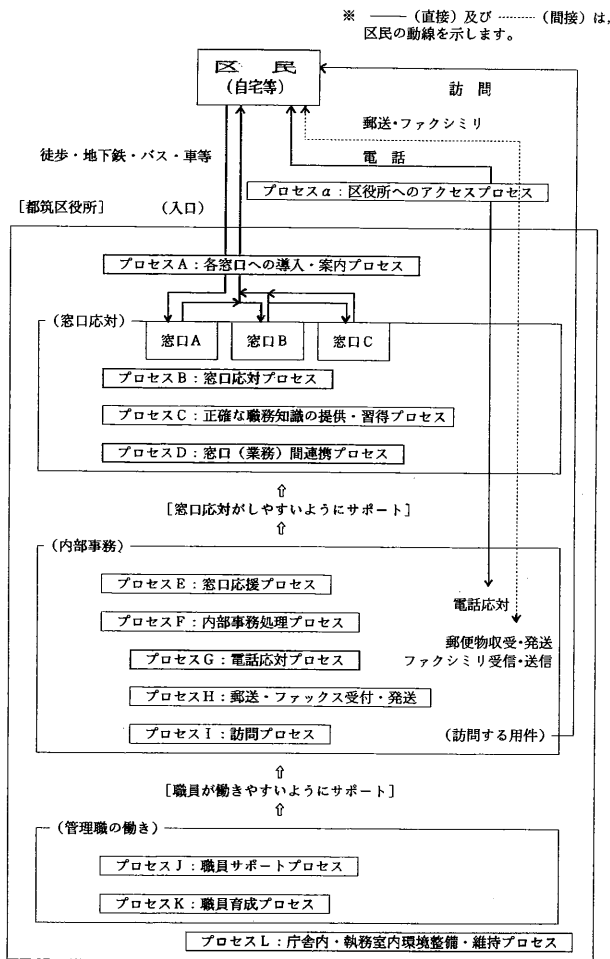 ※ ―― (直接) 及び ……… (間接) は,
区民の動線を示します。
区 民
(自宅等)
訪 問
郵送・ファクシミリ
徒歩・地下鉄・バス・車等
電 話
プロセスα:区役所へのアクセスプロセス
[都筑区役所] (入口)
プロセスA:各窓口への導入・案内プロセス
(窓口応対)
窓口A 窓口B 窓口C
プロセスB:窓口応対プロセス
プロセスC:正確な職務知識の提供・習得プロセス
プロセスD:窓口(業務)間連携プロセス
⇧
[窓口応対がしやすいようにサポート]
⇧
(内部事務)
プロセスE:窓口応援プロセス
電話応対
プロセスF:内部事務処理プロセス
郵便物収受・発送
プロセスG:電話応対プロセス
ファクシミリ受信・送信
プロセスH:郵送・ファックス受付・発送
プロセスI:訪問プロセス
(訪問する用件)
⇧
[職員が働きやすいようにサポート]
⇧
(管理職の働き)
プロセスJ:職員サポートプロセス
プロセスK:職員育成プロセス
プロセスL:庁舎内・執務室内環境整備・維持プロセス